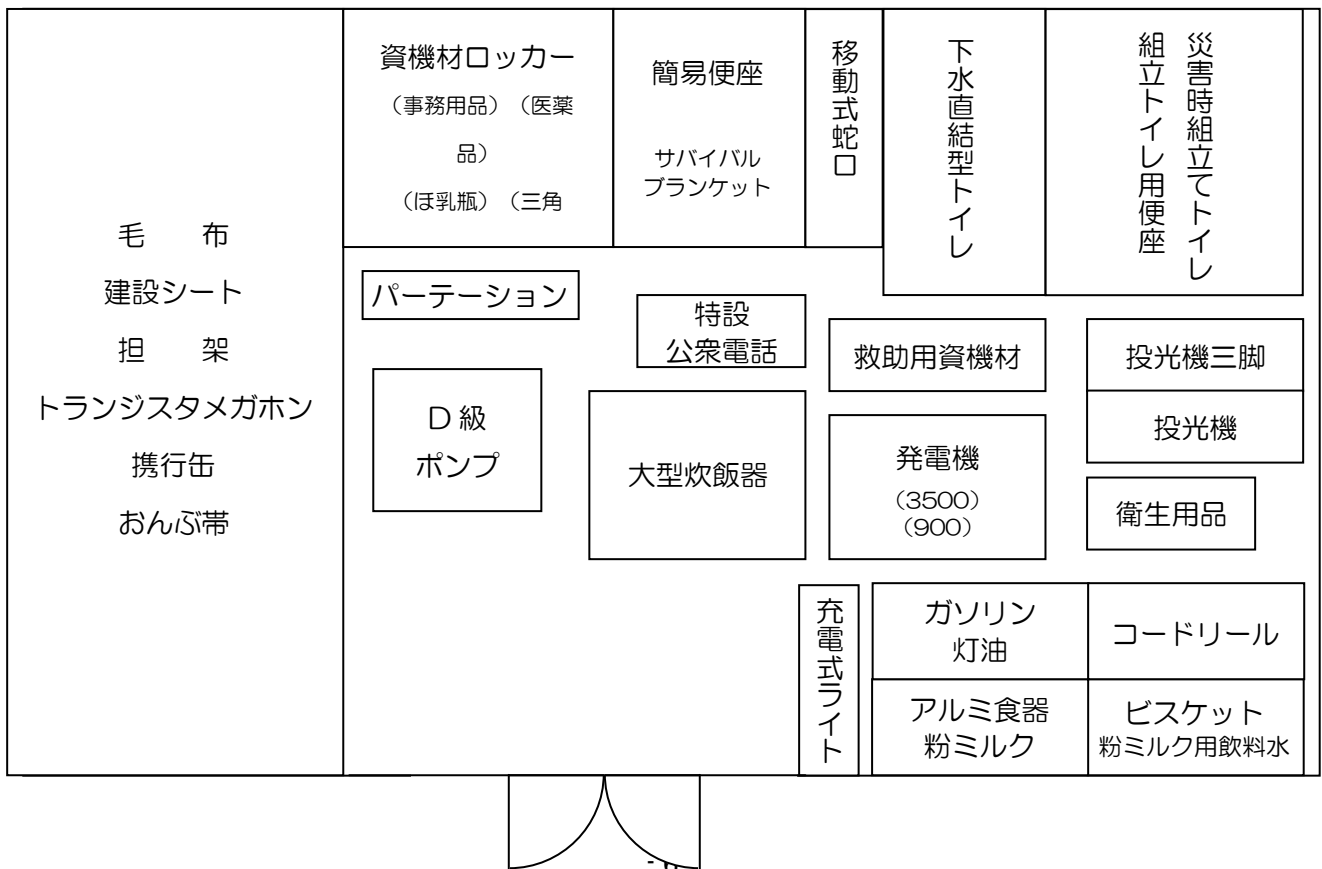 毛　布
建設シート
担　架
トランジスタメガホン
携行缶
おんぶ帯
資機材ロッカー
（事務用品）（医薬
品）
（ほ乳瓶）（三角
簡易便座
サバイバル
ブランケット
移動式蛇口
下水直結型トイレ
災害時組立てトイレ
組立トイレ用便座
パーテーション
特設
公衆電話
救助用資機材
投光機三脚
投光機
D級
ポンプ
大型炊飯器
発電機
（3500）
（900）
衛生用品
充電式ライト
ガソリン
灯油
コードリール
アルミ食器
粉ミルク
ビスケット
粉ミルク用飲料水